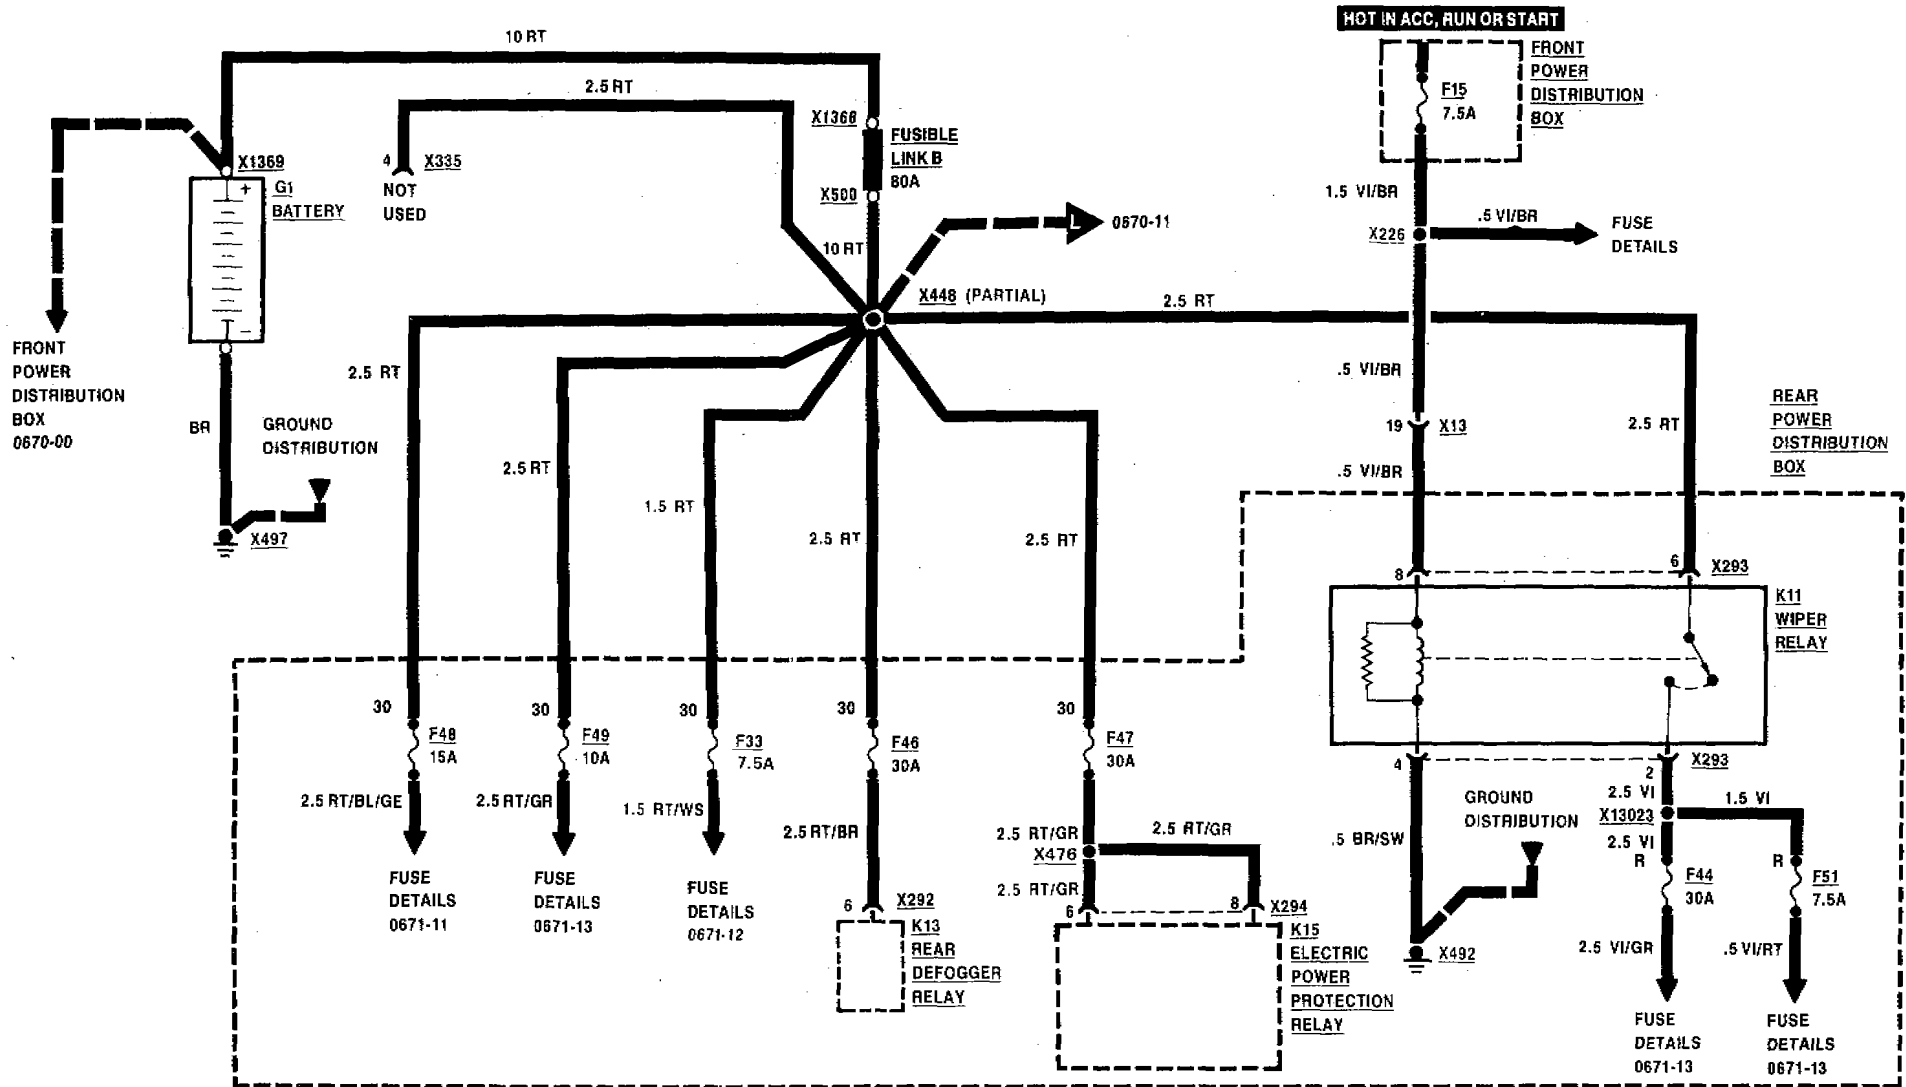 HOT IN ACC, RUN OR START
10 RT
FRONT
POWER
DISTRIBUTION
BOX
F15
7.5A
2.5 RT
X1368
FUSIBLE
LINK B
80A
X500
X1369
+
G1
BATTERY
−
4
X335
NOT
USED
1.5 VI/BR
.5 VI/BR
X226
FUSE
DETAILS
L
0670-11
10 RT
X448 (PARTIAL)
2.5 RT
FRONT
POWER
DISTRIBUTION
BOX
0670-00
2.5 RT
.5 VI/BR
REAR
POWER
DISTRIBUTION
BOX
BR
GROUND
DISTRIBUTION
19
X13
2.5 RT
2.5 RT
.5 VI/BR
1.5 RT
X497
2.5 RT
2.5 RT
8
6
X293
K11
WIPER
RELAY
30
30
30
30
30
F48
15A
F49
10A
F33
7.5A
F46
30A
F47
30A
4
2
X293
2.5 RT/BL/GE
2.5 RT/GR
1.5 RT/WS
2.5 RT/BR
2.5 RT/GR
X476
2.5 RT/GR
2.5 RT/GR
.5 BR/SW
GROUND
DISTRIBUTION
2.5 VI
X13023
2.5 VI
1.5 VI
R
R
F44
30A
F51
7.5A
FUSE
DETAILS
0671-11
FUSE
DETAILS
0671-13
FUSE
DETAILS
0671-12
6
X292
K13
REAR
DEFOGGER
RELAY
6
8
X294
K15
ELECTRIC
POWER
PROTECTION
RELAY
X492
2.5 VI/GR
.5 VI/RT
FUSE
DETAILS
0671-13
FUSE
DETAILS
0671-13